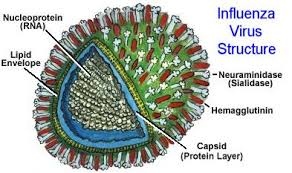 Influenza
Virus
Structure
Nucleoprotein
(RNA)
Lipid
Envelope
Neuraminidase
(Sialidase)
Hemagglutinin
Capsid
(Protein Layer)